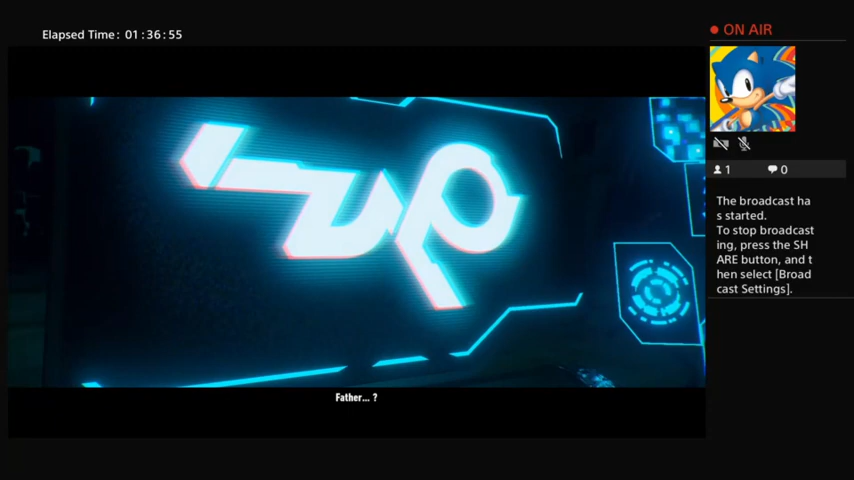 Elapsed Time: 01:36:55
ON AIR
1
0
The broadcast ha
s started.
To stop broadcast
ing, press the SH
ARE button, and t
hen select [Broad
cast Settings].
Father... ?